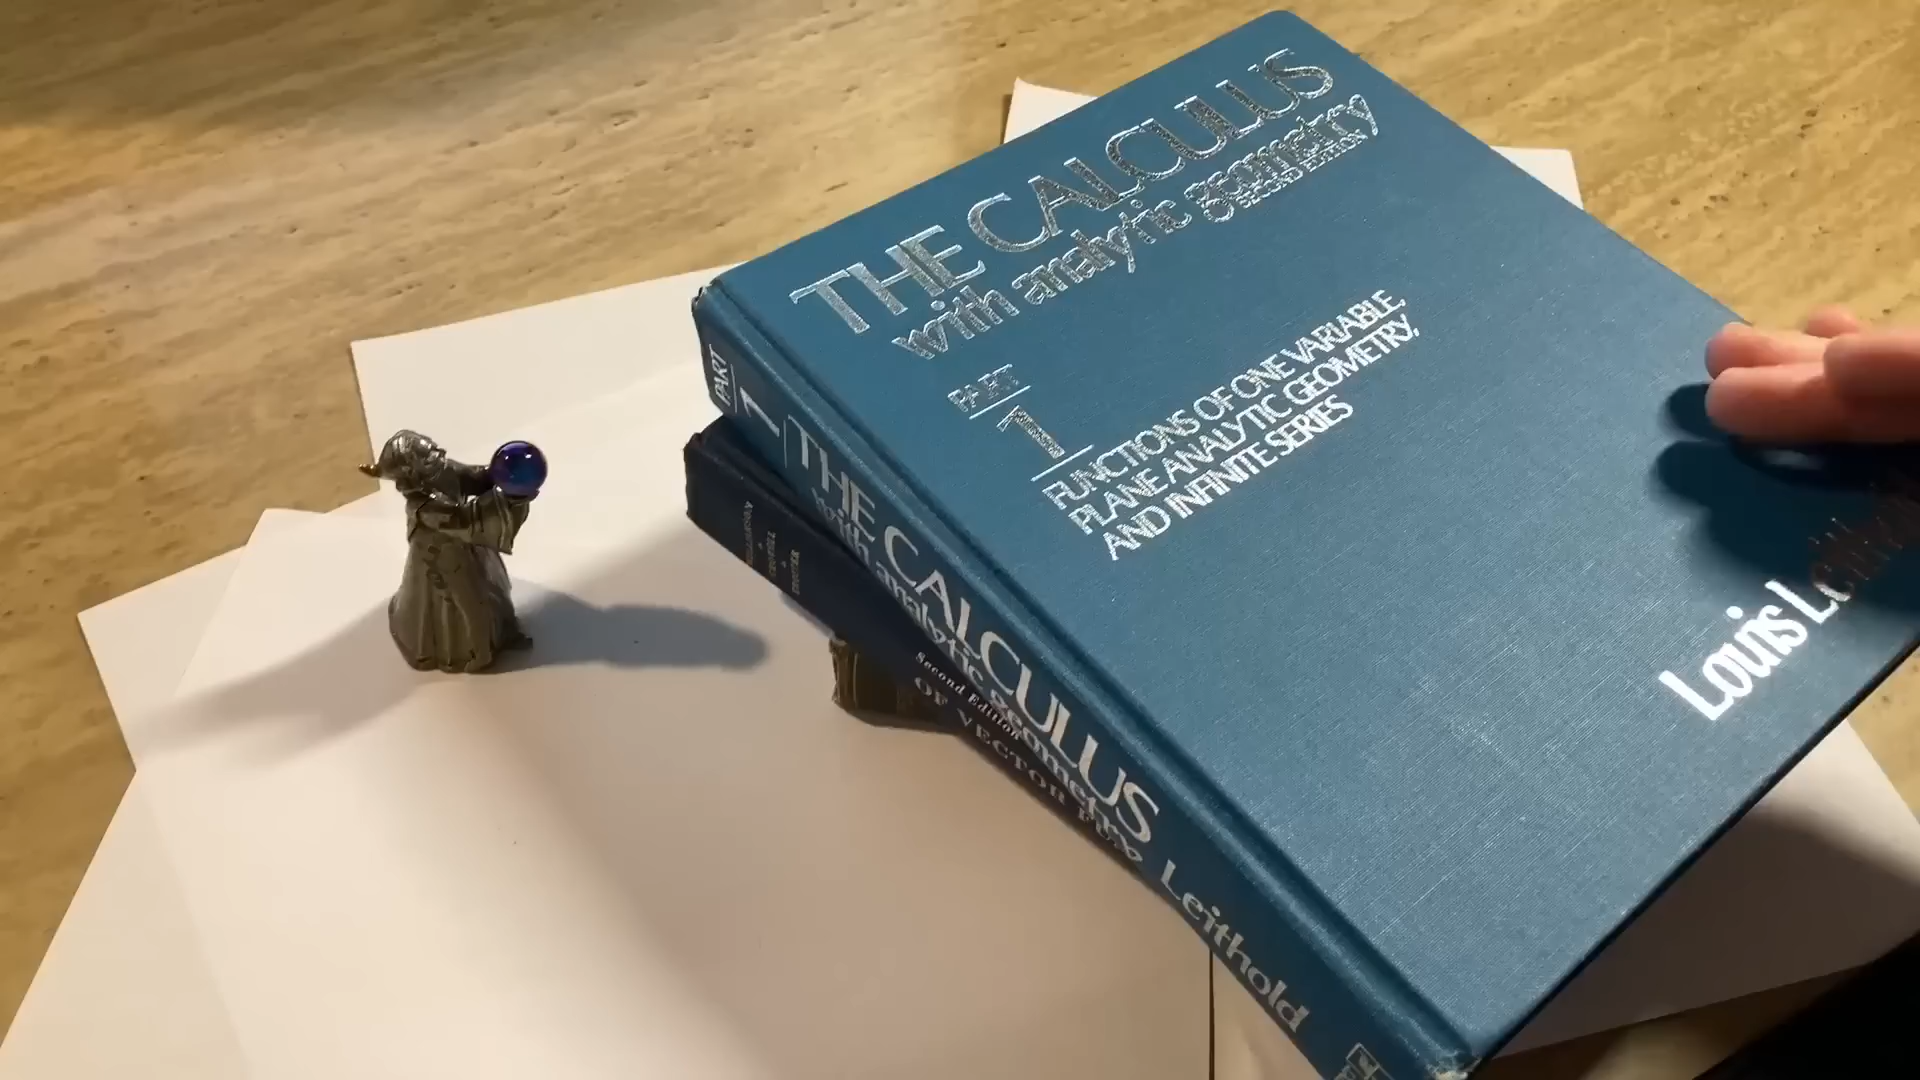 THE CALCULUS
with analytic geometry
SECOND EDITION
PART
1
FUNCTIONS OF ONE VARIABLE,
PLANE ANALYTIC GEOMETRY,
AND INFINITE SERIES
Louis
PART
1
THE CALCULUS
with analytic geometry
Leithold
Second Edition
OF VECTOR